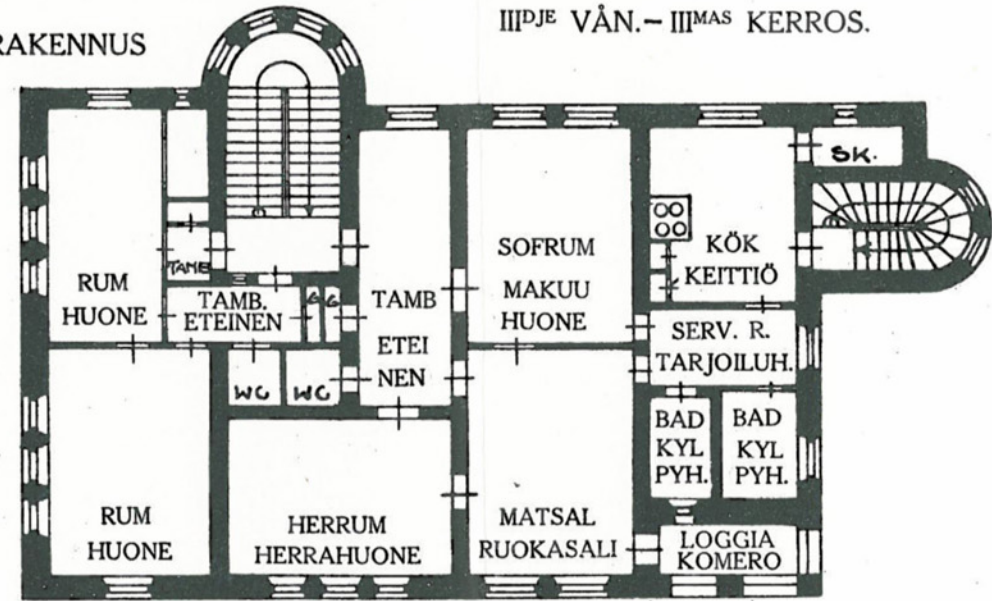 RAKENNUS
IIIDJE VÅN.– IIIMAS KERROS.
SK.
RUM
HUONE
TAMB
TAMB.
ETEINEN
G
G
TAMB
ETEI
NEN
SOFRUM
MAKUU
HUONE
KÖK
KEITTIÖ
SERV. R.
TARJOILUH.
WC
WC
BAD
KYL
PYH.
BAD
KYL
PYH.
RUM
HUONE
HERRUM
HERRAHUONE
MATSAL
RUOKASALI
LOGGIA
KOMERO